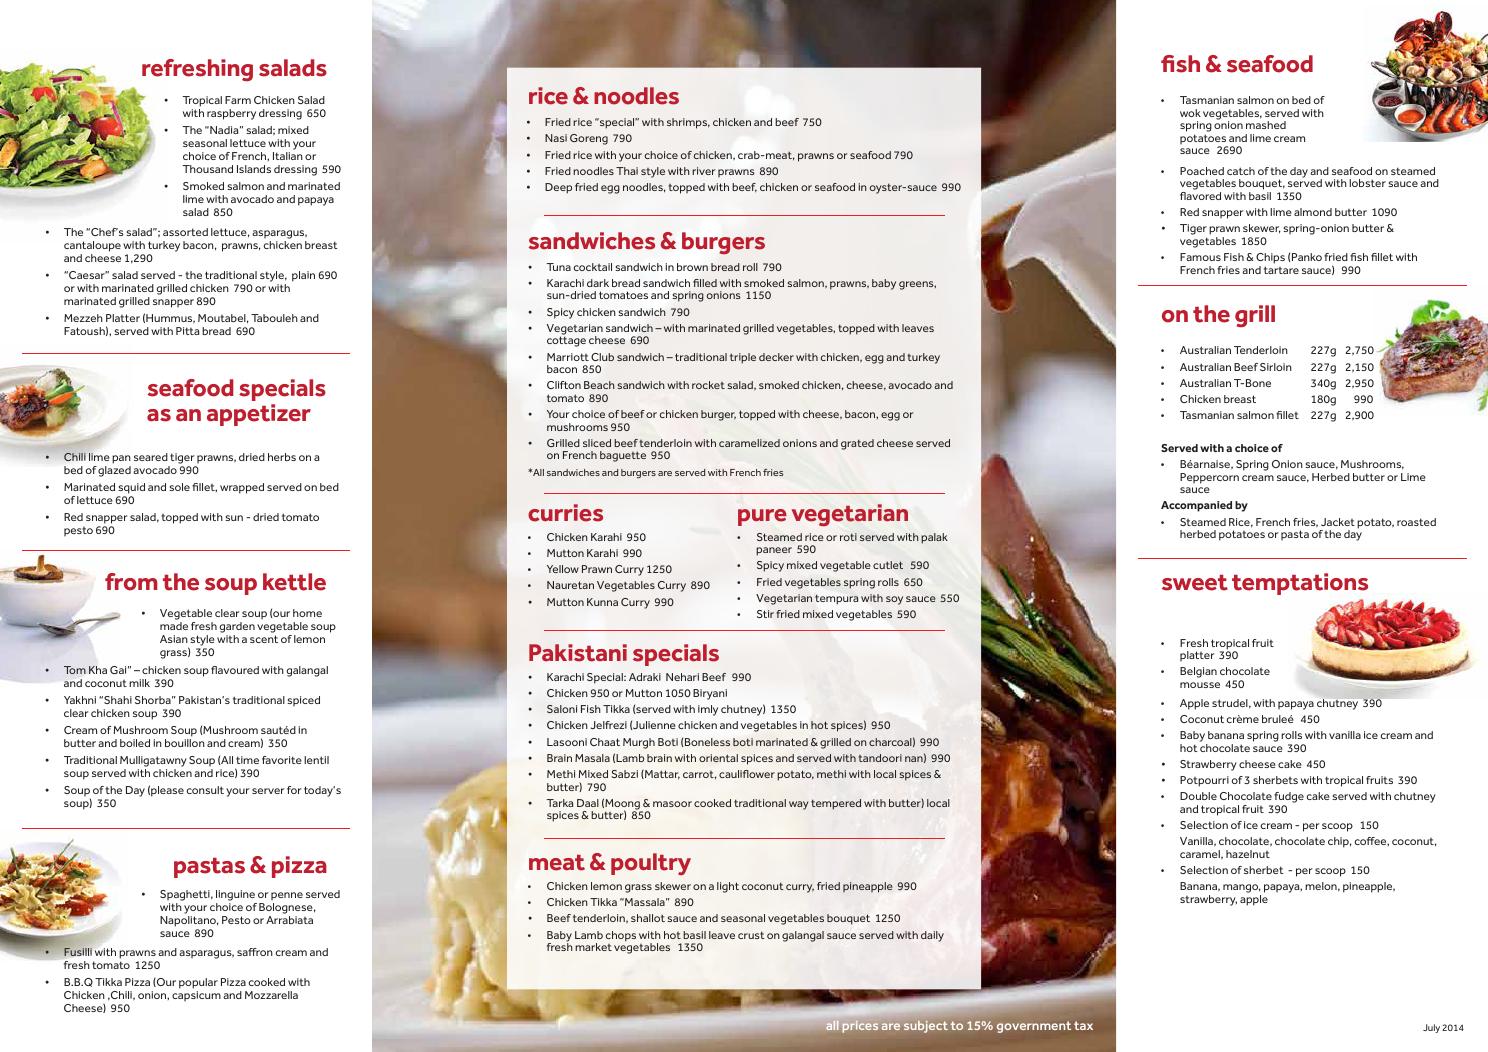 refreshing salads
• Tropical Farm Chicken Salad
with raspberry dressing 650
• The “Nadia” salad; mixed
seasonal lettuce with your
choice of French, Italian or
Thousand Islands dressing 590
• Smoked salmon and marinated
lime with avocado and papaya
salad 850
• The “Chef’s salad”; assorted lettuce, asparagus,
cantaloupe with turkey bacon, prawns, chicken breast
and cheese 1,290
• “Caesar” salad served - the traditional style, plain 690
or with marinated grilled chicken 790 or with
marinated grilled snapper 890
• Mezzeh Platter (Hummus, Moutabel, Tabouleh and
Fatoush), served with Pitta bread 690
seafood specials
as an appetizer
• Chili lime pan seared tiger prawns, dried herbs on a
bed of glazed avocado 990
• Marinated squid and sole fillet, wrapped served on bed
of lettuce 690
• Red snapper salad, topped with sun - dried tomato
pesto 690
from the soup kettle
• Vegetable clear soup (our home
made fresh garden vegetable soup
Asian style with a scent of lemon
grass) 350
• Tom Kha Gai” – chicken soup flavoured with galangal
and coconut milk 390
• Yakhni “Shahi Shorba” Pakistan’s traditional spiced
clear chicken soup 390
• Cream of Mushroom Soup (Mushroom sautéd in
butter and boiled in bouillon and cream) 350
• Traditional Mulligatawny Soup (All time favorite lentil
soup served with chicken and rice) 390
• Soup of the Day (please consult your server for today’s
soup) 350
pastas & pizza
• Spaghetti, linguine or penne served
with your choice of Bolognese,
Napolitano, Pesto or Arrabiata
sauce 890
• Fusilli with prawns and asparagus, saffron cream and
fresh tomato 1250
• B.B.Q Tikka Pizza (Our popular Pizza cooked with
Chicken ,Chili, onion, capsicum and Mozzarella
Cheese) 950
rice & noodles
• Fried rice “special” with shrimps, chicken and beef 750
• Nasi Goreng 790
• Fried rice with your choice of chicken, crab-meat, prawns or seafood 790
• Fried noodles Thai style with river prawns 890
• Deep fried egg noodles, topped with beef, chicken or seafood in oyster-sauce 990
sandwiches & burgers
• Tuna cocktail sandwich in brown bread roll 790
• Karachi dark bread sandwich filled with smoked salmon, prawns, baby greens,
sun-dried tomatoes and spring onions 1150
• Spicy chicken sandwich 790
• Vegetarian sandwich – with marinated grilled vegetables, topped with leaves
cottage cheese 690
• Marriott Club sandwich – traditional triple decker with chicken, egg and turkey
bacon 850
• Clifton Beach sandwich with rocket salad, smoked chicken, cheese, avocado and
tomato 890
• Your choice of beef or chicken burger, topped with cheese, bacon, egg or
mushrooms 950
• Grilled sliced beef tenderloin with caramelized onions and grated cheese served
on French baguette 950
*All sandwiches and burgers are served with French fries
curries
• Chicken Karahi 950
• Mutton Karahi 990
• Yellow Prawn Curry 1250
• Nauretan Vegetables Curry 890
• Mutton Kunna Curry 990
pure vegetarian
• Steamed rice or roti served with palak
paneer 590
• Spicy mixed vegetable cutlet 590
• Fried vegetables spring rolls 650
• Vegetarian tempura with soy sauce 550
• Stir fried mixed vegetables 590
Pakistani specials
• Karachi Special: Adraki Nehari Beef 990
• Chicken 950 or Mutton 1050 Biryani
• Saloni Fish Tikka (served with imly chutney) 1350
• Chicken Jelfrezi (Julienne chicken and vegetables in hot spices) 950
• Lasooni Chaat Murgh Boti (Boneless boti marinated & grilled on charcoal) 990
• Brain Masala (Lamb brain with oriental spices and served with tandoori nan) 990
• Methi Mixed Sabzi (Mattar, carrot, cauliflower potato, methi with local spices &
butter) 790
• Tarka Daal (Moong & masoor cooked traditional way tempered with butter) local
spices & butter) 850
meat & poultry
• Chicken lemon grass skewer on a light coconut curry, fried pineapple 990
• Chicken Tikka “Massala” 890
• Beef tenderloin, shallot sauce and seasonal vegetables bouquet 1250
• Baby Lamb chops with hot basil leave crust on galangal sauce served with daily
fresh market vegetables 1350
all prices are subject to 15% government tax
fish & seafood
• Tasmanian salmon on bed of
wok vegetables, served with
spring onion mashed
potatoes and lime cream
sauce 2690
• Poached catch of the day and seafood on steamed
vegetables bouquet, served with lobster sauce and
flavored with basil 1350
• Red snapper with lime almond butter 1090
• Tiger prawn skewer, spring-onion butter &
vegetables 1850
• Famous Fish & Chips (Panko fried fish fillet with
French fries and tartare sauce) 990
on the grill
• Australian Tenderloin 227g 2,750
• Australian Beef Sirloin 227g 2,150
• Australian T-Bone 340g 2,950
• Chicken breast 180g 990
• Tasmanian salmon fillet 227g 2,900
Served with a choice of
• Béarnaise, Spring Onion sauce, Mushrooms,
Peppercorn cream sauce, Herbed butter or Lime
sauce
Accompanied by
• Steamed Rice, French fries, Jacket potato, roasted
herbed potatoes or pasta of the day
sweet temptations
• Fresh tropical fruit
platter 390
• Belgian chocolate
mousse 450
• Apple strudel, with papaya chutney 390
• Coconut crème bruleé 450
• Baby banana spring rolls with vanilla ice cream and
hot chocolate sauce 390
• Strawberry cheese cake 450
• Potpourri of 3 sherbets with tropical fruits 390
• Double Chocolate fudge cake served with chutney
and tropical fruit 390
• Selection of ice cream - per scoop 150
Vanilla, chocolate, chocolate chip, coffee, coconut,
caramel, hazelnut
• Selection of sherbet - per scoop 150
Banana, mango, papaya, melon, pineapple,
strawberry, apple
July 2014